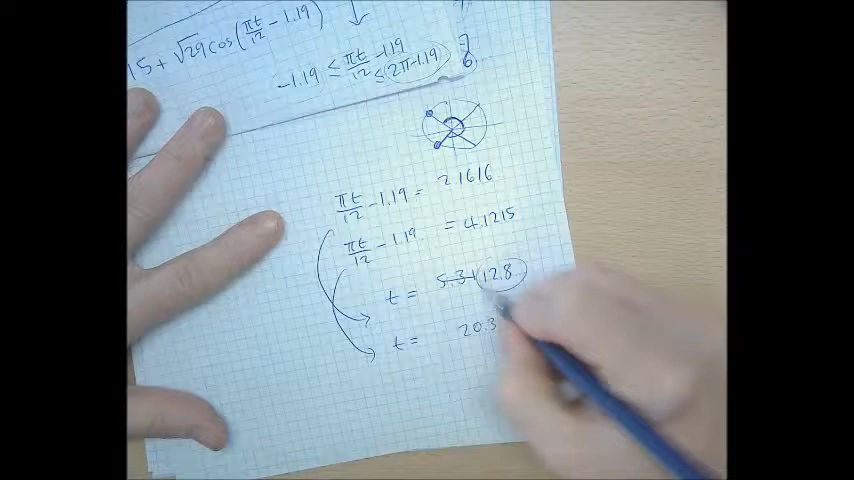 15 + √29 cos(πt/12 - 1.19)
-1.19 ≤ πt/12 - 1.19
≤ 2π - 1.19
πt/12 - 1.19 = 2.1616
πt/12 - 1.19 = 4.1215
t = 5.31 12.8
t = 20.3